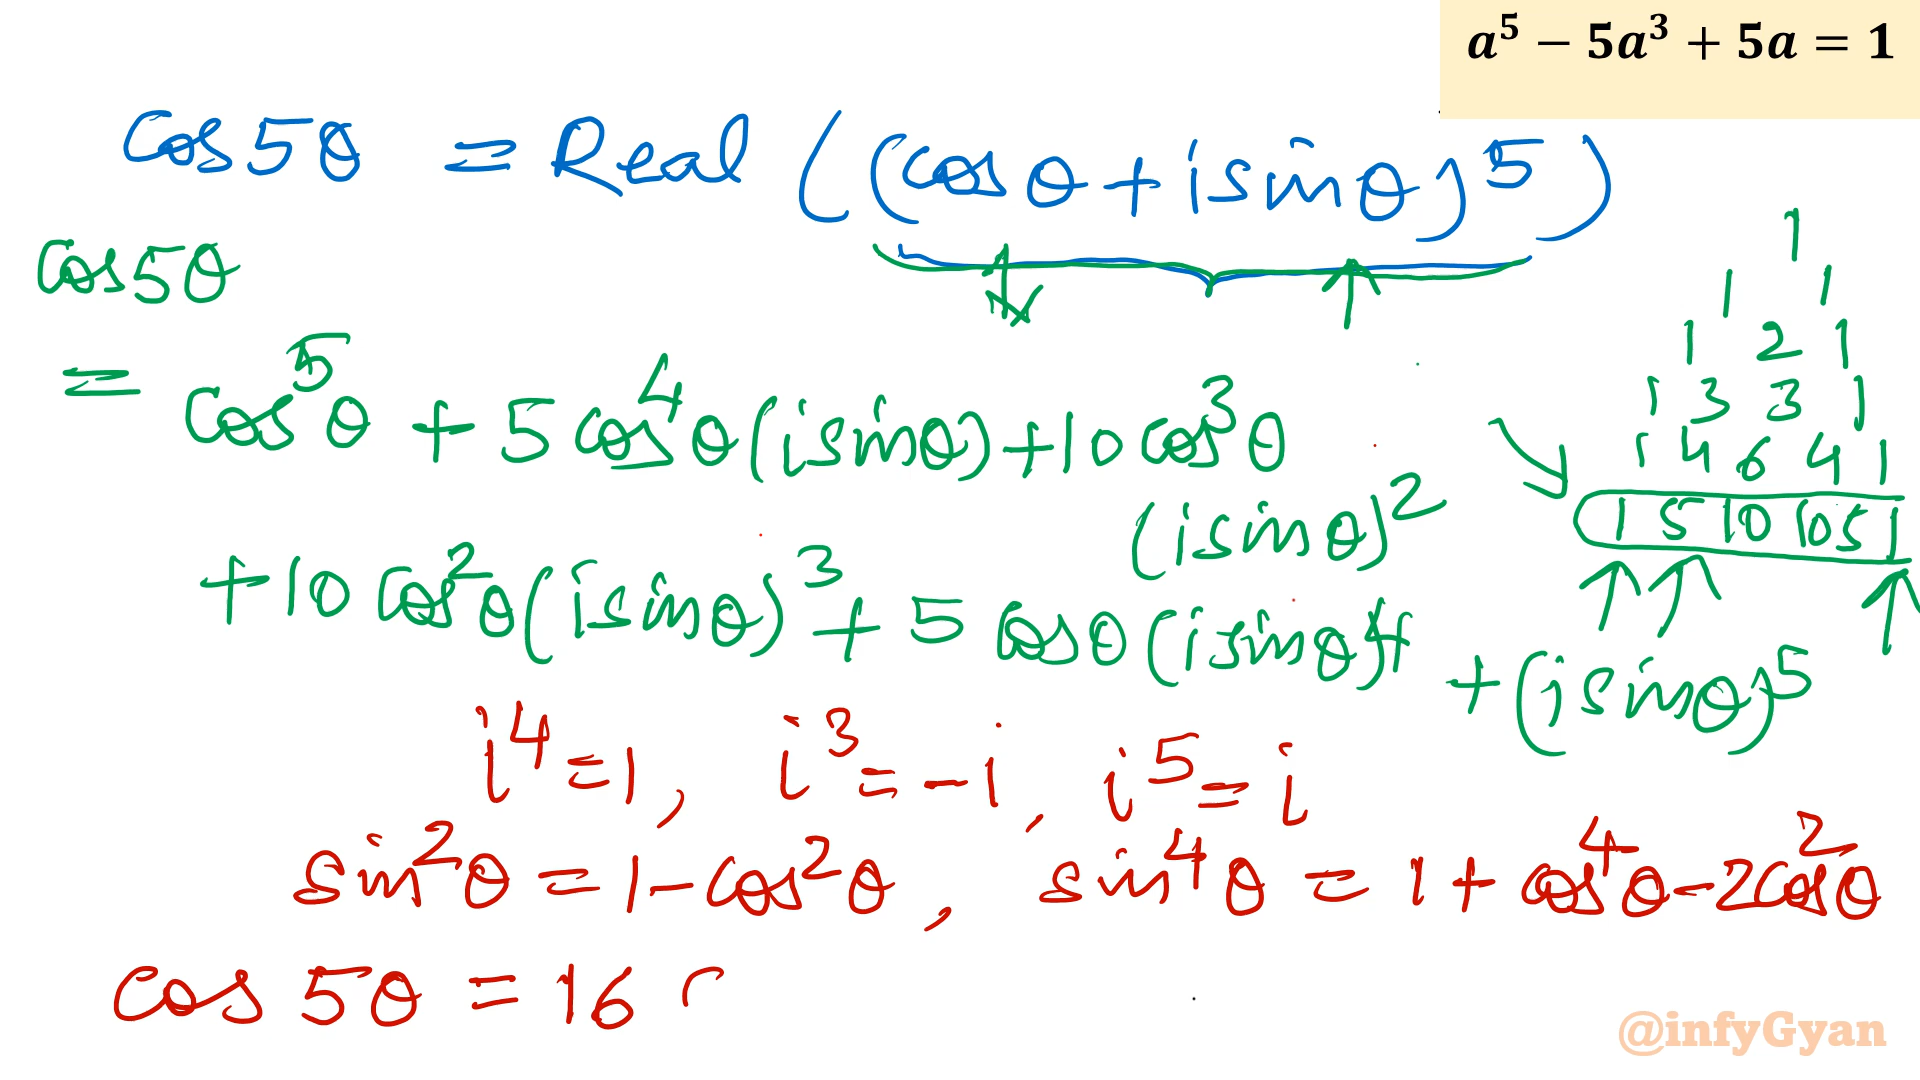 a⁵ − 5a³ + 5a = 1
cos5θ = Real ((cosθ + isinθ)⁵)
cos5θ
= cos⁵θ + 5cos⁴θ(isinθ) + 10cos³θ
(isinθ)²
+ 10cos²θ(isinθ)³ + 5cosθ(isinθ)⁴
+ (isinθ)⁵
1
1 1
1 2 1
1 3 3 1
1 4 6 4 1
1 5 10 10 5 1
i⁴ = 1, i³ = −i, i⁵ = i
sin²θ = 1 − cos²θ, sin⁴θ = 1 + cos⁴θ − 2cos²θ
cos 5θ = 16
@infyGyan